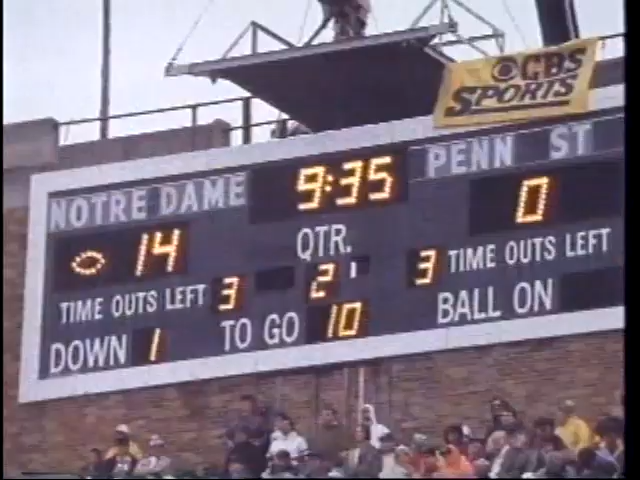 CBS
SPORTS
NOTRE DAME 9:35 PENN ST
14 QTR. 0
TIME OUTS LEFT 3 2 3 TIME OUTS LEFT
DOWN 1 TO GO 10 BALL ON